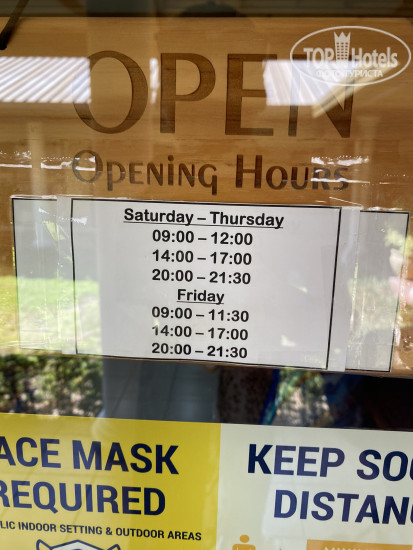 TOPHotels
OPEN
OPENING HOURS
Saturday – Thursday
09:00 – 12:00
14:00 – 17:00
20:00 – 21:30
Friday
09:00 – 11:30
14:00 – 17:00
20:00 – 21:30
ACE MASK
REQUIRED
LIC INDOOR SETTING & OUTDOOR AREAS
KEEP SO
DISTAN